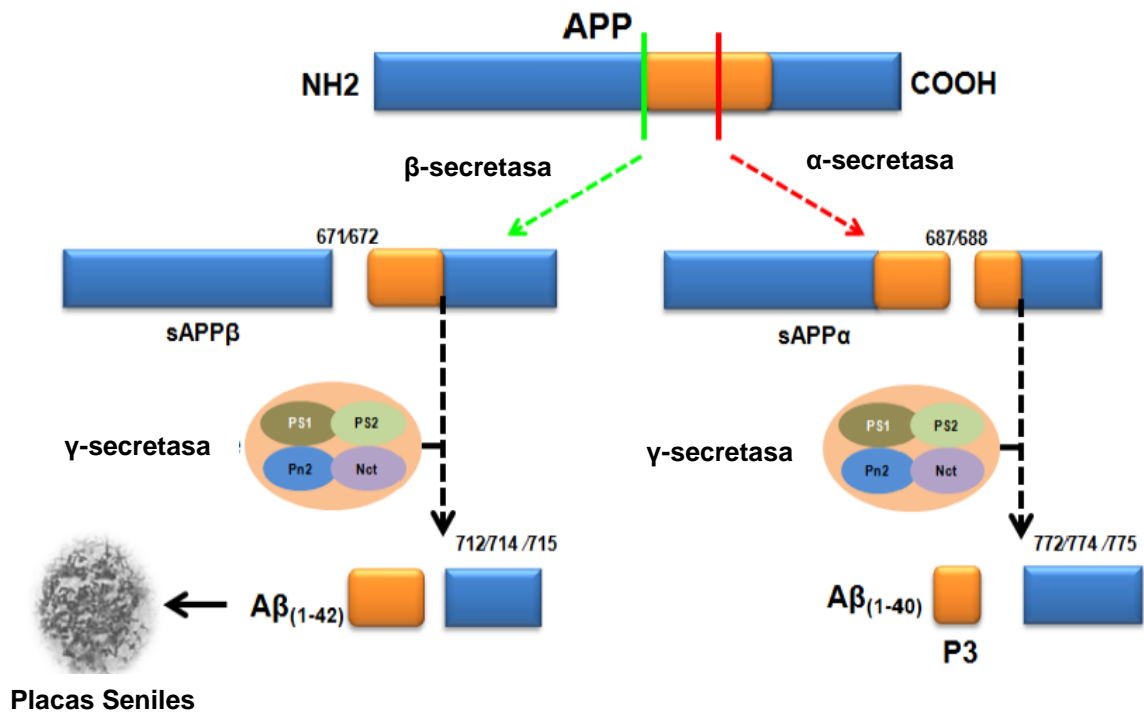 APP
NH2
COOH
β-secretasa
α-secretasa
671/672
687/688
sAPPβ
sAPPα
PS1
PS2
PS1
PS2
γ-secretasa
γ-secretasa
Pn2
Nct
Pn2
Nct
712/714 /715
772/774 /775
Aβ(1-42)
Aβ(1-40)
P3
Placas Seniles